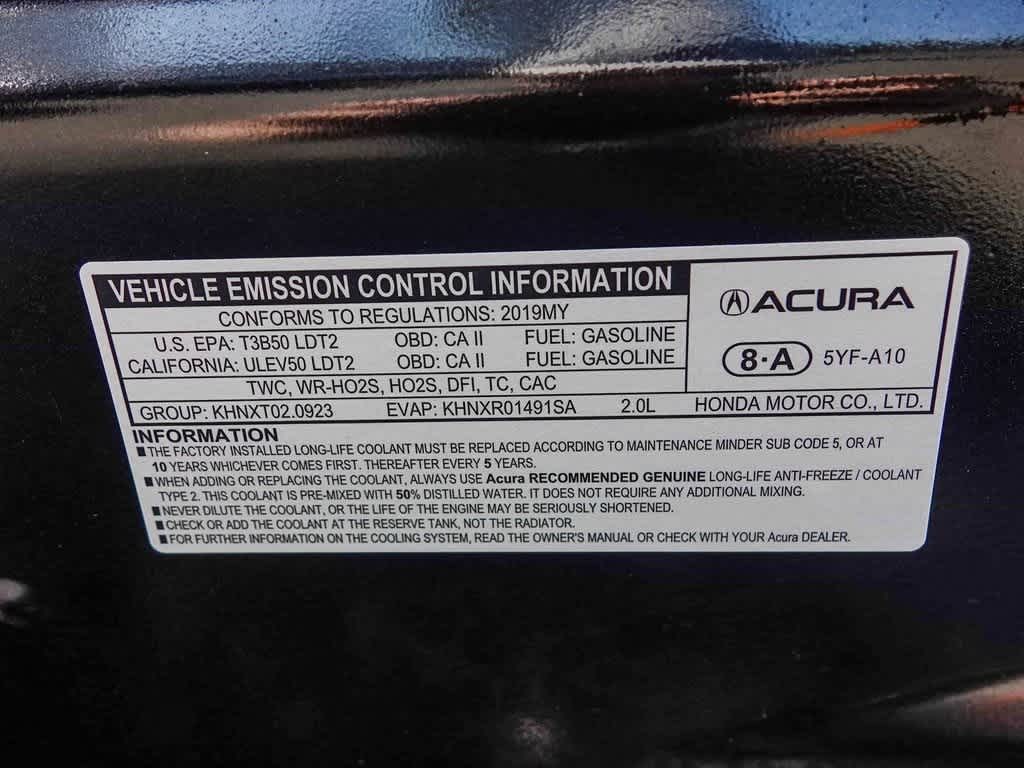 VEHICLE EMISSION CONTROL INFORMATION
CONFORMS TO REGULATIONS: 2019MY
U.S. EPA: T3B50 LDT2 OBD: CA II FUEL: GASOLINE
CALIFORNIA: ULEV50 LDT2 OBD: CA II FUEL: GASOLINE
TWC, WR-HO2S, HO2S, DFI, TC, CAC
GROUP: KHNXT02.0923 EVAP: KHNXR01491SA 2.0L
ACURA
8·A 5YF-A10
HONDA MOTOR CO., LTD.
INFORMATION
■THE FACTORY INSTALLED LONG-LIFE COOLANT MUST BE REPLACED ACCORDING TO MAINTENANCE MINDER SUB CODE 5, OR AT
10 YEARS WHICHEVER COMES FIRST. THEREAFTER EVERY 5 YEARS.
■WHEN ADDING OR REPLACING THE COOLANT, ALWAYS USE Acura RECOMMENDED GENUINE LONG-LIFE ANTI-FREEZE / COOLANT
TYPE 2. THIS COOLANT IS PRE-MIXED WITH 50% DISTILLED WATER. IT DOES NOT REQUIRE ANY ADDITIONAL MIXING.
■NEVER DILUTE THE COOLANT, OR THE LIFE OF THE ENGINE MAY BE SERIOUSLY SHORTENED.
■CHECK OR ADD THE COOLANT AT THE RESERVE TANK, NOT THE RADIATOR.
■FOR FURTHER INFORMATION ON THE COOLING SYSTEM, READ THE OWNER'S MANUAL OR CHECK WITH YOUR Acura DEALER.